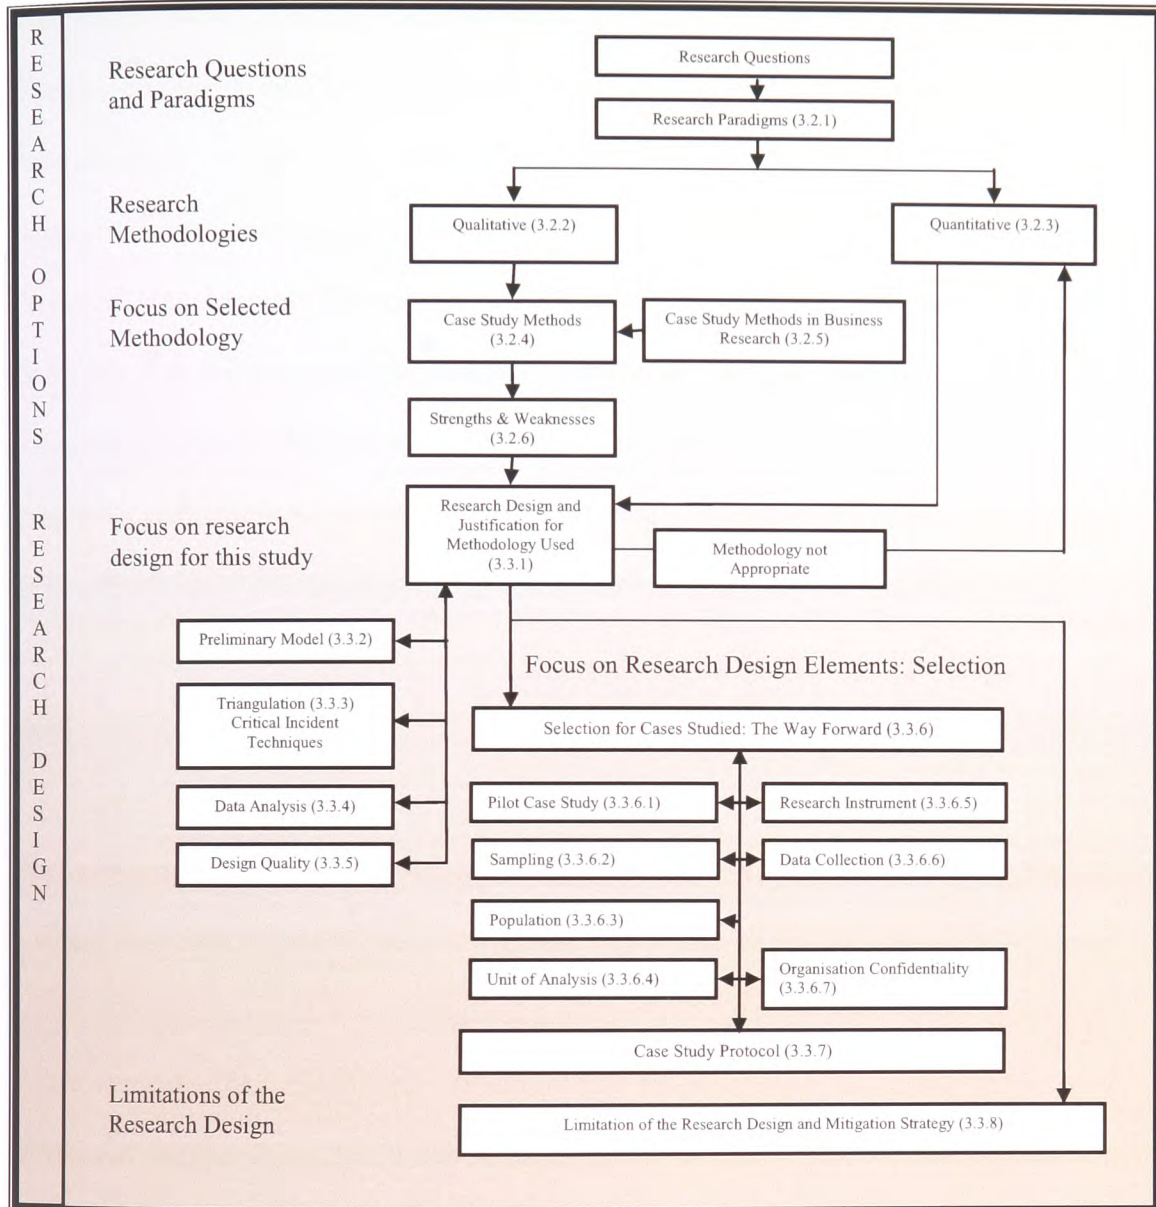 RESEARCH OPTIONS RESEARCH DESIGN
Research Questions
and Paradigms
Research Questions
Research Paradigms (3.2.1)
Research
Methodologies
Qualitative (3.2.2)
Quantitative (3.2.3)
Focus on Selected
Methodology
Case Study Methods
(3.2.4)
Case Study Methods in Business
Research (3.2.5)
Strengths & Weaknesses
(3.2.6)
Focus on research
design for this study
Research Design and
Justification for
Methodology Used
(3.3.1)
Methodology not
Appropriate
Preliminary Model (3.3.2)
Triangulation (3.3.3)
Critical Incident
Techniques
Data Analysis (3.3.4)
Design Quality (3.3.5)
Focus on Research Design Elements: Selection
Selection for Cases Studied: The Way Forward (3.3.6)
Pilot Case Study (3.3.6.1)
Research Instrument (3.3.6.5)
Sampling (3.3.6.2)
Data Collection (3.3.6.6)
Population (3.3.6.3)
Unit of Analysis (3.3.6.4)
Organisation Confidentiality
(3.3.6.7)
Case Study Protocol (3.3.7)
Limitations of the
Research Design
Limitation of the Research Design and Mitigation Strategy (3.3.8)